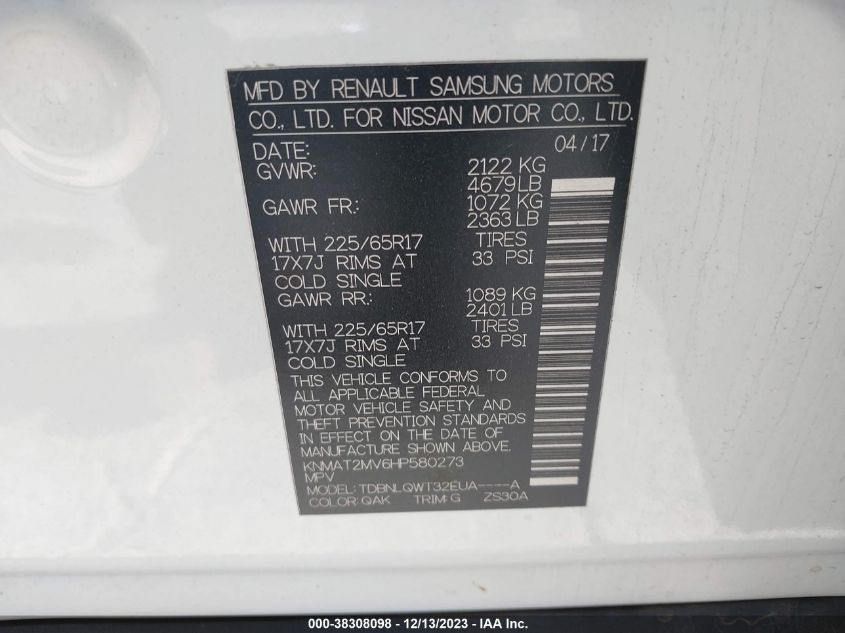 MFD BY RENAULT SAMSUNG MOTORS
CO., LTD. FOR NISSAN MOTOR CO., LTD.
DATE: 04/17
GVWR: 2122 KG
4679 LB
GAWR FR: 1072 KG
2363 LB
WITH 225/65R17 TIRES
17X7J RIMS AT 33 PSI
COLD SINGLE
GAWR RR: 1089 KG
2401 LB
WITH 225/65R17 TIRES
17X7J RIMS AT 33 PSI
COLD SINGLE
THIS VEHICLE CONFORMS TO
ALL APPLICABLE FEDERAL
MOTOR VEHICLE SAFETY AND
THEFT PREVENTION STANDARDS
IN EFFECT ON THE DATE OF
MANUFACTURE SHOWN ABOVE.
KNMAT2MV6HP580273
MPV
MODEL: TDBNLQWT32EUA----A
COLOR: QAK TRIM: G ZS30A
000-38308098 - 12/13/2023 - IAA Inc.